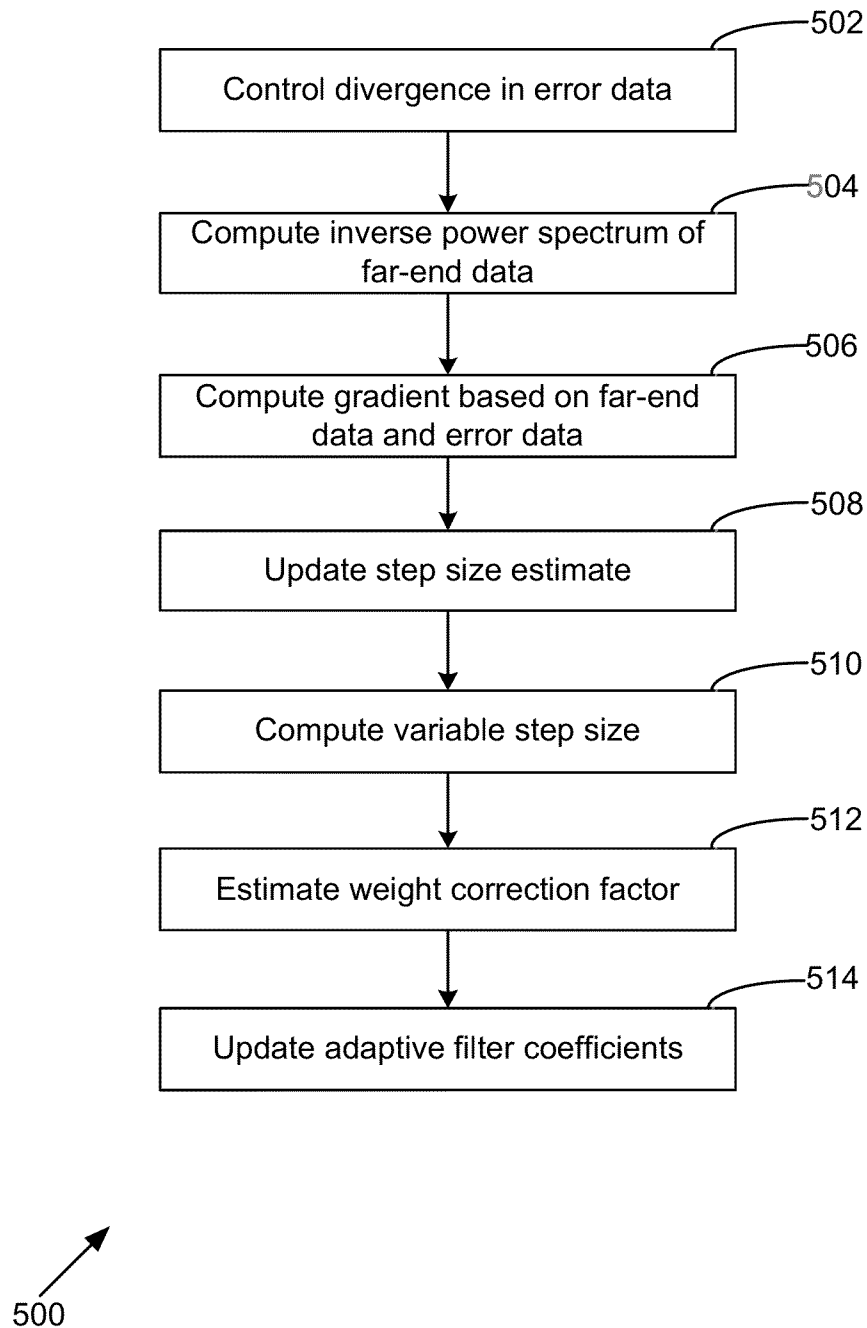 502
Control divergence in error data
504
Compute inverse power spectrum of
far-end data
506
Compute gradient based on far-end
data and error data
508
Update step size estimate
510
Compute variable step size
512
Estimate weight correction factor
514
Update adaptive filter coefficients
500